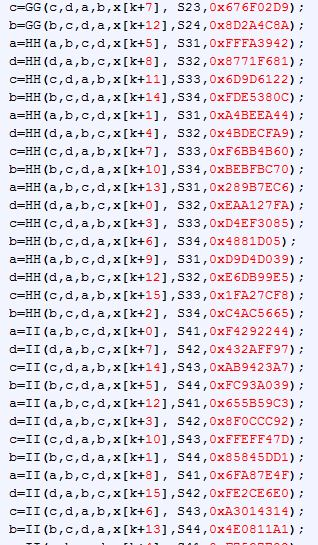 c=GG(c,d,a,b,x[k+7], S23,0x676F02D9);
b=GG(b,c,d,a,x[k+12],S24,0x8D2A4C8A);
a=HH(a,b,c,d,x[k+5], S31,0xFFFA3942);
d=HH(d,a,b,c,x[k+8], S32,0x8771F681);
c=HH(c,d,a,b,x[k+11],S33,0x6D9D6122);
b=HH(b,c,d,a,x[k+14],S34,0xFDE5380C);
a=HH(a,b,c,d,x[k+1], S31,0xA4BEEA44);
d=HH(d,a,b,c,x[k+4], S32,0x4BDECFA9);
c=HH(c,d,a,b,x[k+7], S33,0xF6BB4B60);
b=HH(b,c,d,a,x[k+10],S34,0xBEBFBC70);
a=HH(a,b,c,d,x[k+13],S31,0x289B7EC6);
d=HH(d,a,b,c,x[k+0], S32,0xEAA127FA);
c=HH(c,d,a,b,x[k+3], S33,0xD4EF3085);
b=HH(b,c,d,a,x[k+6], S34,0x4881D05);
a=HH(a,b,c,d,x[k+9], S31,0xD9D4D039);
d=HH(d,a,b,c,x[k+12],S32,0xE6DB99E5);
c=HH(c,d,a,b,x[k+15],S33,0x1FA27CF8);
b=HH(b,c,d,a,x[k+2], S34,0xC4AC5665);
a=II(a,b,c,d,x[k+0], S41,0xF4292244);
d=II(d,a,b,c,x[k+7], S42,0x432AFF97);
c=II(c,d,a,b,x[k+14],S43,0xAB9423A7);
b=II(b,c,d,a,x[k+5], S44,0xFC93A039);
a=II(a,b,c,d,x[k+12],S41,0x655B59C3);
d=II(d,a,b,c,x[k+3], S42,0x8F0CCC92);
c=II(c,d,a,b,x[k+10],S43,0xFFEFF47D);
b=II(b,c,d,a,x[k+1], S44,0x85845DD1);
a=II(a,b,c,d,x[k+8], S41,0x6FA87E4F);
d=II(d,a,b,c,x[k+15],S42,0xFE2CE6E0);
c=II(c,d,a,b,x[k+6], S43,0xA3014314);
b=II(b,c,d,a,x[k+13],S44,0x4E0811A1);